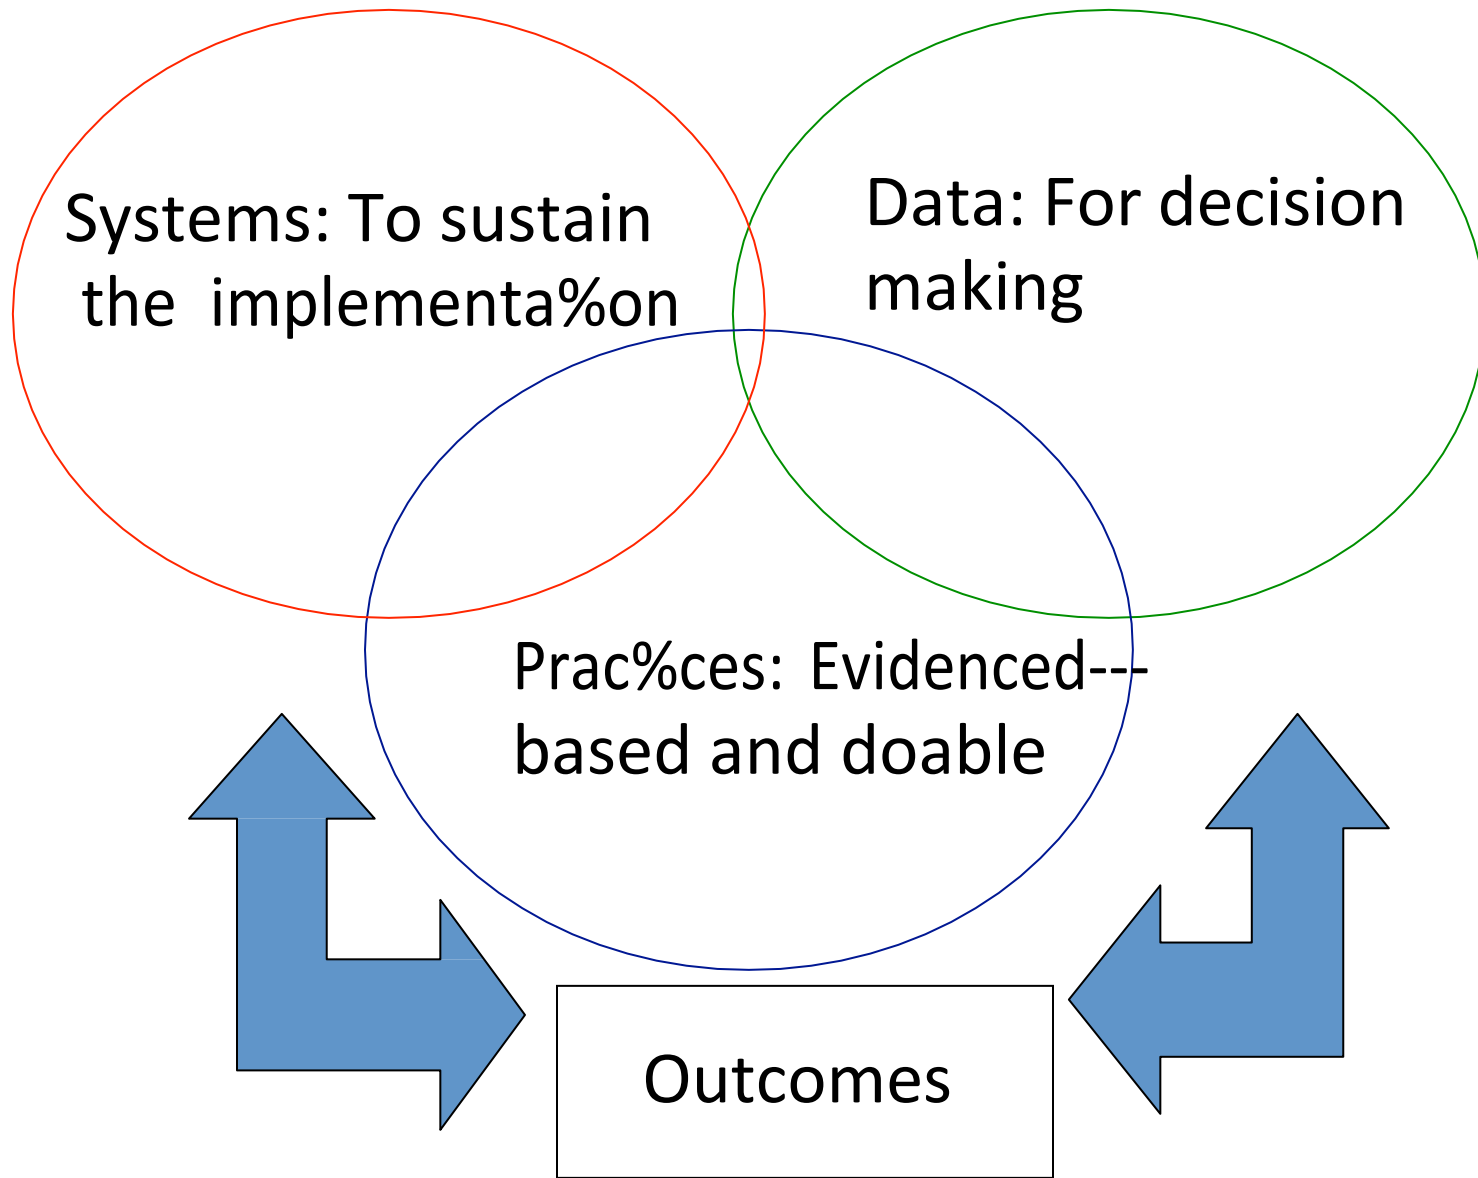 Systems: To sustain
the implementa%on
Data: For decision
making
Prac%ces: Evidenced---
based and doable
Outcomes